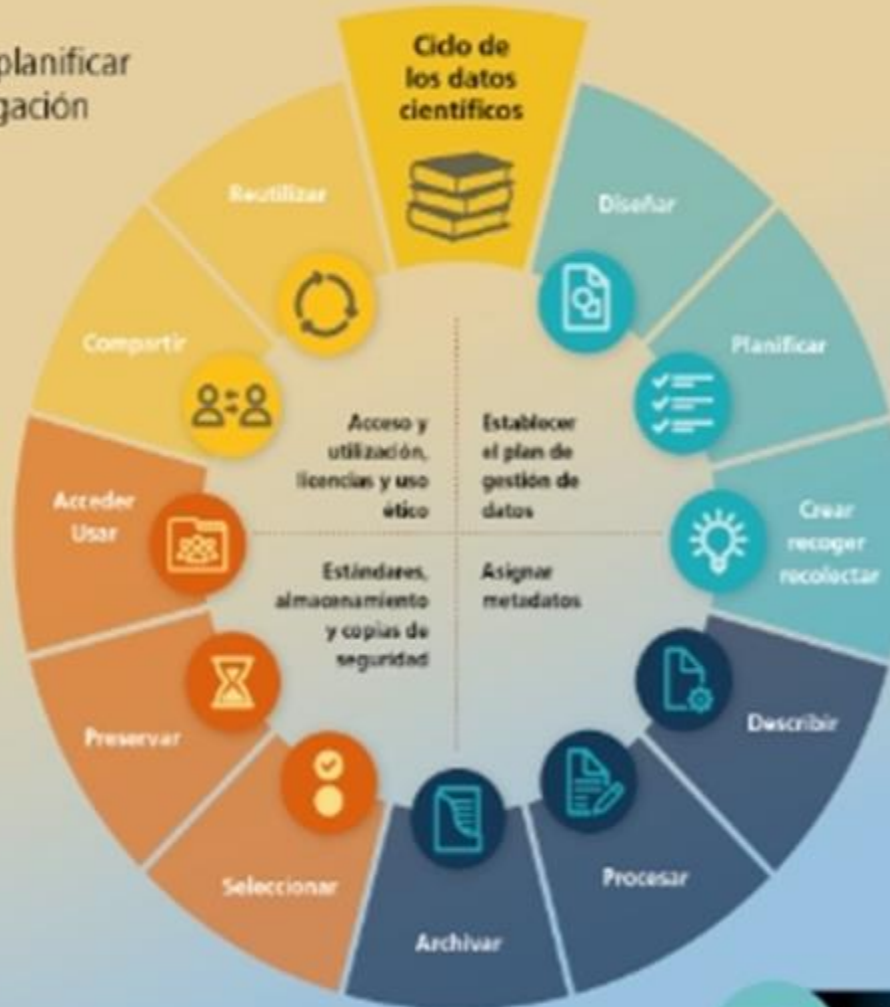 planificar
gación
Ciclo de
los datos
científicos
Diseñar
Planificar
Crear
recoger
recolectar
Describir
Procesar
Archivar
Seleccionar
Preservar
Acceder
Usar
Compartir
Reutilizar
Acceso y
utilización,
licencias y uso
ético
Establecer
el plan de
gestión de
datos
Estándares,
almacenamiento
y copias de
seguridad
Asignar
metadatos